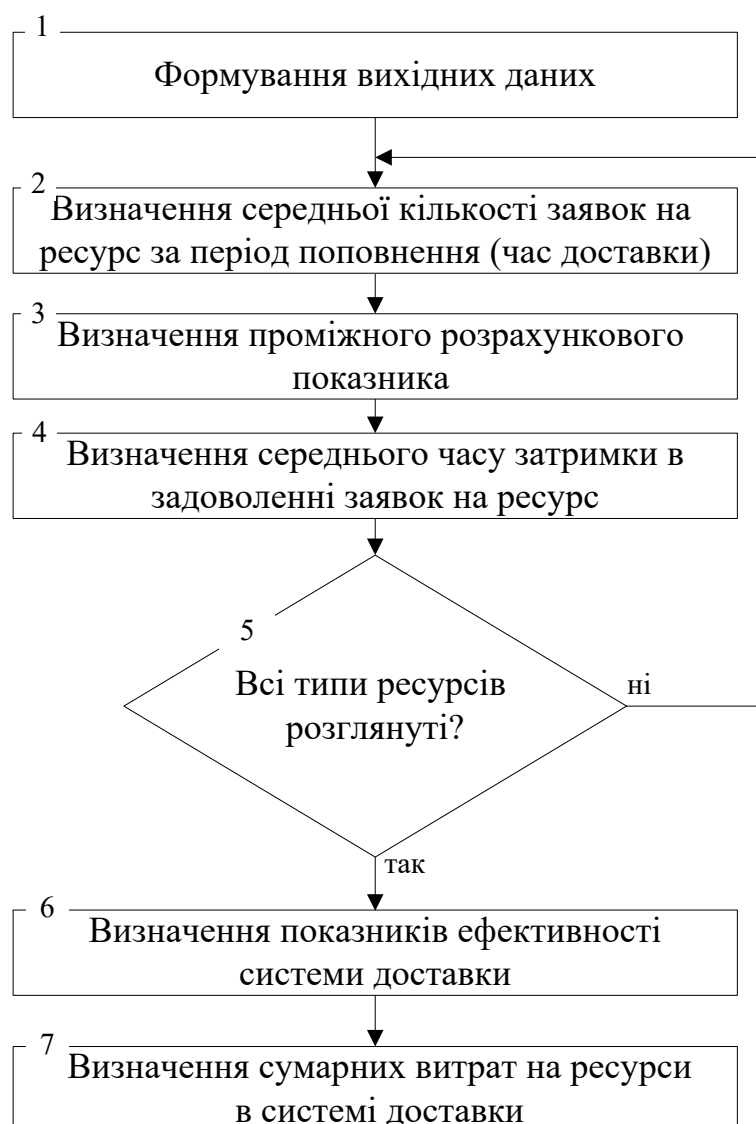 1
Формування вихідних даних
2
Визначення середньої кількості заявок на
ресурс за період поповнення (час доставки)
3
Визначення проміжного розрахункового
показника
4
Визначення середнього часу затримки в
задоволенні заявок на ресурс
5
Всі типи ресурсів
розглянуті?
ні
так
6
Визначення показників ефективності
системи доставки
7
Визначення сумарних витрат на ресурси
в системі доставки